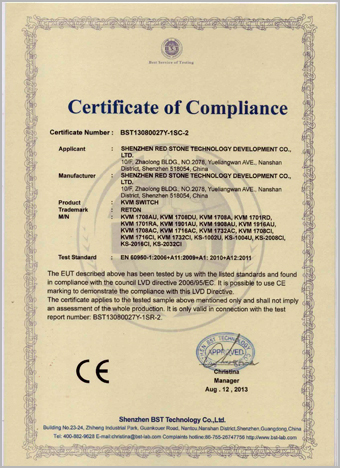 BST
Best Service of Testing
Certificate of Compliance
Certificate Number : BST13080027Y-1SC-2
Applicant : SHENZHEN RED STONE TECHNOLOGY DEVELOPMENT CO., LTD.
10/F, Zhaolong BLDG., NO.2078, Yueliangwan AVE., Nanshan
District, Shenzhen 518054, China
Manufacturer : SHENZHEN RED STONE TECHNOLOGY DEVELOPMENT CO., LTD.
10/F, Zhaolong BLDG., NO.2078, Yueliangwan AVE., Nanshan
District, Shenzhen 518054, China
Product : KVM SWITCH
Trademark : RETON
M/N : KVM 1708AU, KVM 1708DU, KVM 1708A, KVM 1701RD,
KVM 1701RA, KVM 1901AU, KVM 1908AU, KVM 1916AU,
KVM 1708AC, KVM 1716AC, KVM 1732AC, KVM 1708CI,
KVM 1716CI, KVM 1732CI, KS-1002U, KS-1004U, KS-2008CI,
KS-2016CI, KS-2032CI
Test Standard : EN 60950-1:2006+A11:2009+A1: 2010+A12:2011
The EUT described above has been tested by us with the listed standards and found
in compliance with the council LVD directive 2006/95/EC. It is possible to use CE
marking to demonstrate the compliance with this LVD Directive.
The certificate applies to the tested sample above mentioned only and shall not imply
an assessment of the whole production. It is only valid in connection with the test
report number: BST13080027Y-1SR-2.
CE
APPROVED
Christina
Manager
Aug . 12 , 2013
Shenzhen BST Technology Co.,Ltd.
Building No.23-24, Zhiheng Industrial Park, Guankouer Road, Nantou,Nanshan District,Shenzhen,Guangdong,China
Tel: 400-882-9628 E-mail:christina@bst-lab.com Complaints hotline:86-755-26747756 http://www.bst-lab.com